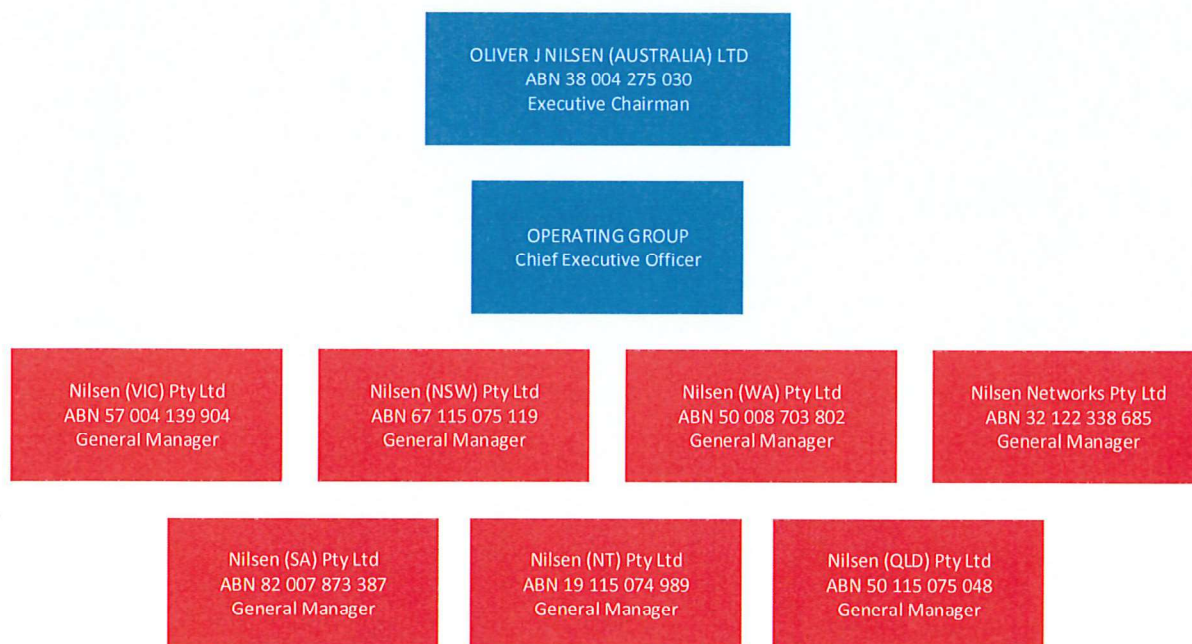 OLIVER J NILSEN (AUSTRALIA) LTD
ABN 38 004 275 030
Executive Chairman
OPERATING GROUP
Chief Executive Officer
Nilsen (VIC) Pty Ltd
ABN 57 004 139 904
General Manager
Nilsen (NSW) Pty Ltd
ABN 67 115 075 119
General Manager
Nilsen (WA) Pty Ltd
ABN 50 008 703 802
General Manager
Nilsen Networks Pty Ltd
ABN 32 122 338 685
General Manager
Nilsen (SA) Pty Ltd
ABN 82 007 873 387
General Manager
Nilsen (NT) Pty Ltd
ABN 19 115 074 989
General Manager
Nilsen (QLD) Pty Ltd
ABN 50 115 075 048
General Manager